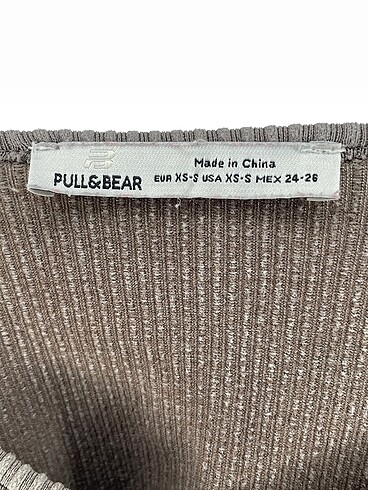 PULL&BEAR
Made in China
EUR XS-S USA XS-S MEX 24-26